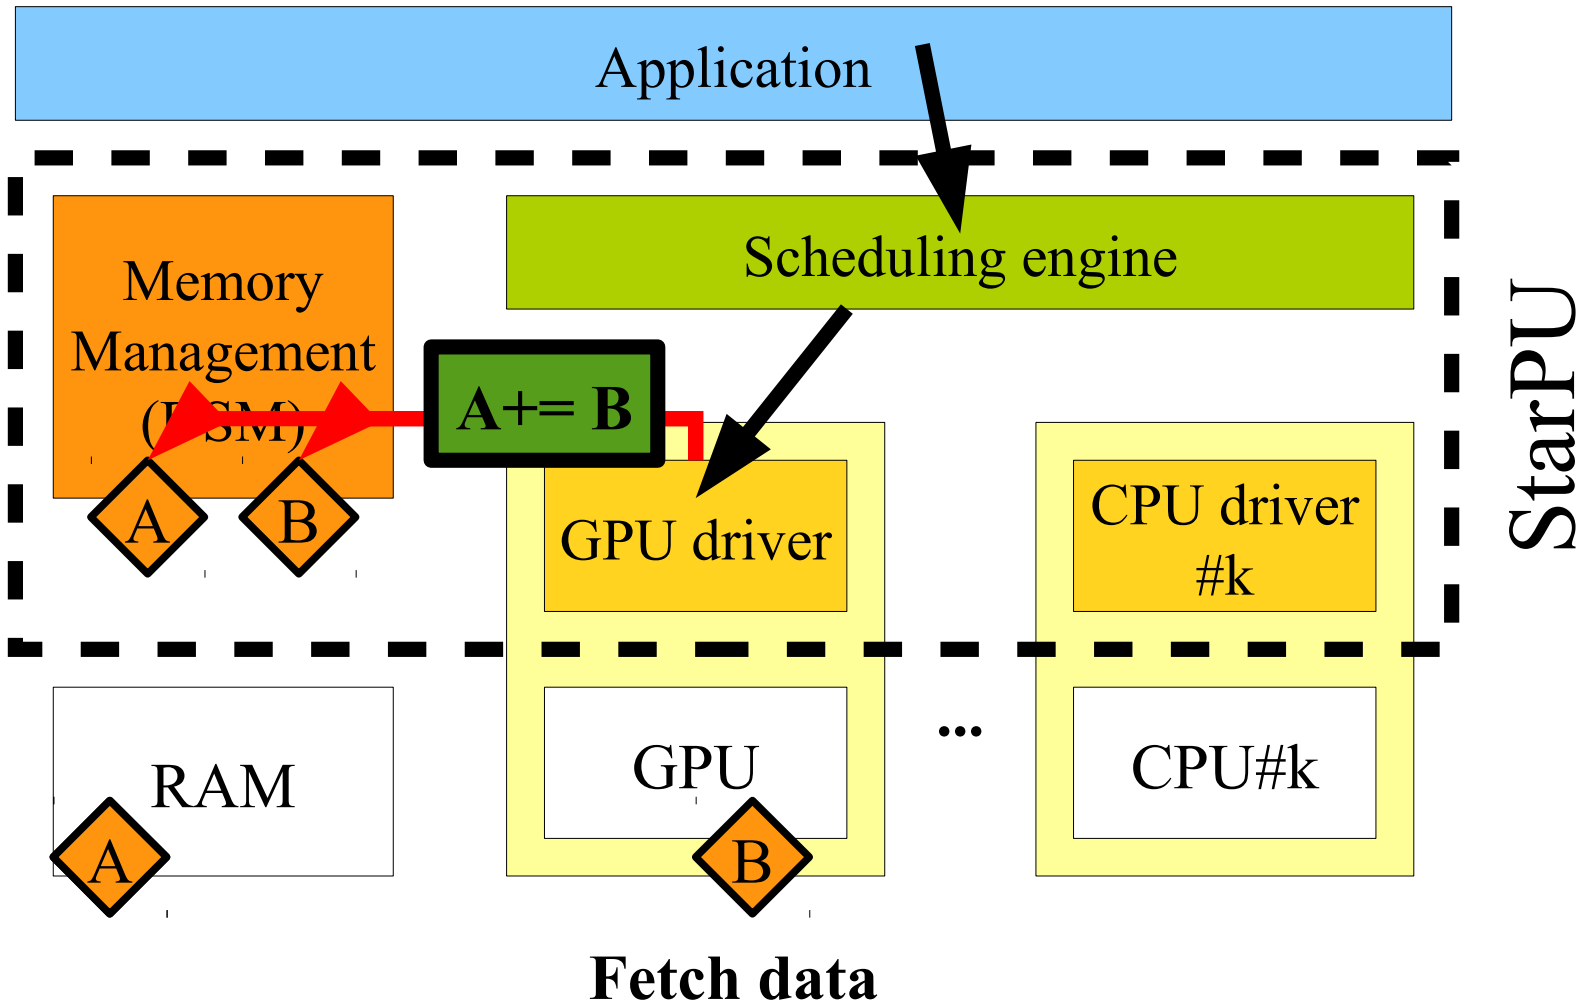 Application
Memory
Management
Scheduling engine
StarPU
A+= B
A
B
GPU driver
CPU driver
#k
RAM
GPU
...
CPU#k
A
B
Fetch data